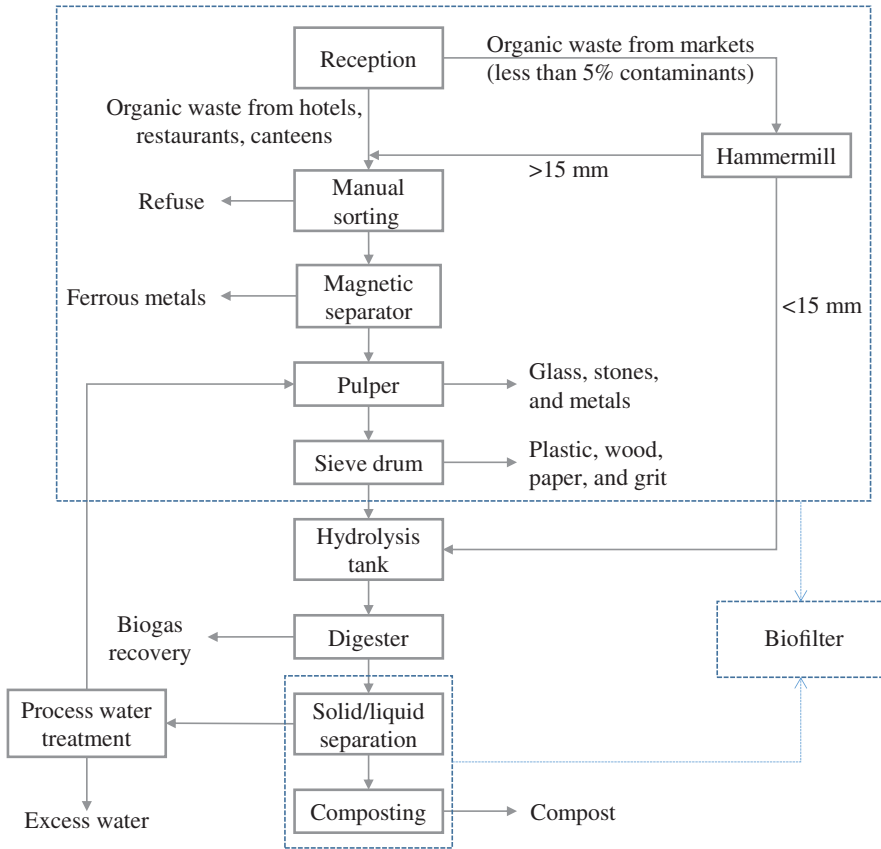 Reception
Organic waste from markets
(less than 5% contaminants)
Organic waste from hotels,
restaurants, canteens
Hammermill
>15 mm
Manual
sorting
Refuse
Magnetic
separator
Ferrous metals
<15 mm
Pulper
Glass, stones,
and metals
Sieve drum
Plastic, wood,
paper, and grit
Hydrolysis
tank
Biogas
recovery
Digester
Biofilter
Process water
treatment
Solid/liquid
separation
Composting
Compost
Excess water